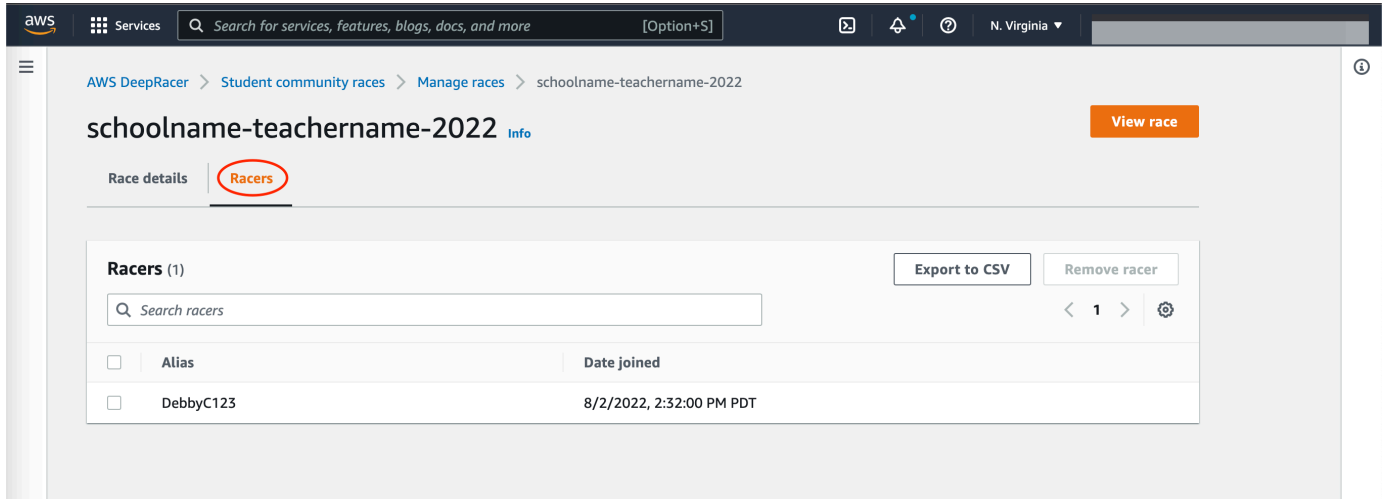 aws Services Search for services, features, blogs, docs, and more [Option+S] N. Virginia ▼
AWS DeepRacer > Student community races > Manage races > schoolname-teachername-2022
schoolname-teachername-2022 Info
View race
Race details Racers
Racers (1)
Export to CSV Remove racer
Search racers
< 1 >
Alias Date joined
DebbyC123 8/2/2022, 2:32:00 PM PDT